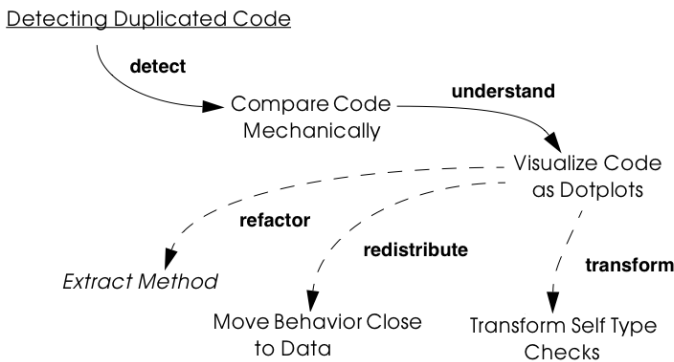 Detecting Duplicated Code
detect
understand
Compare Code
Mechanically
Visualize Code
as Dotplots
refactor
redistribute
transform
Extract Method
Move Behavior Close
to Data
Transform Self Type
Checks